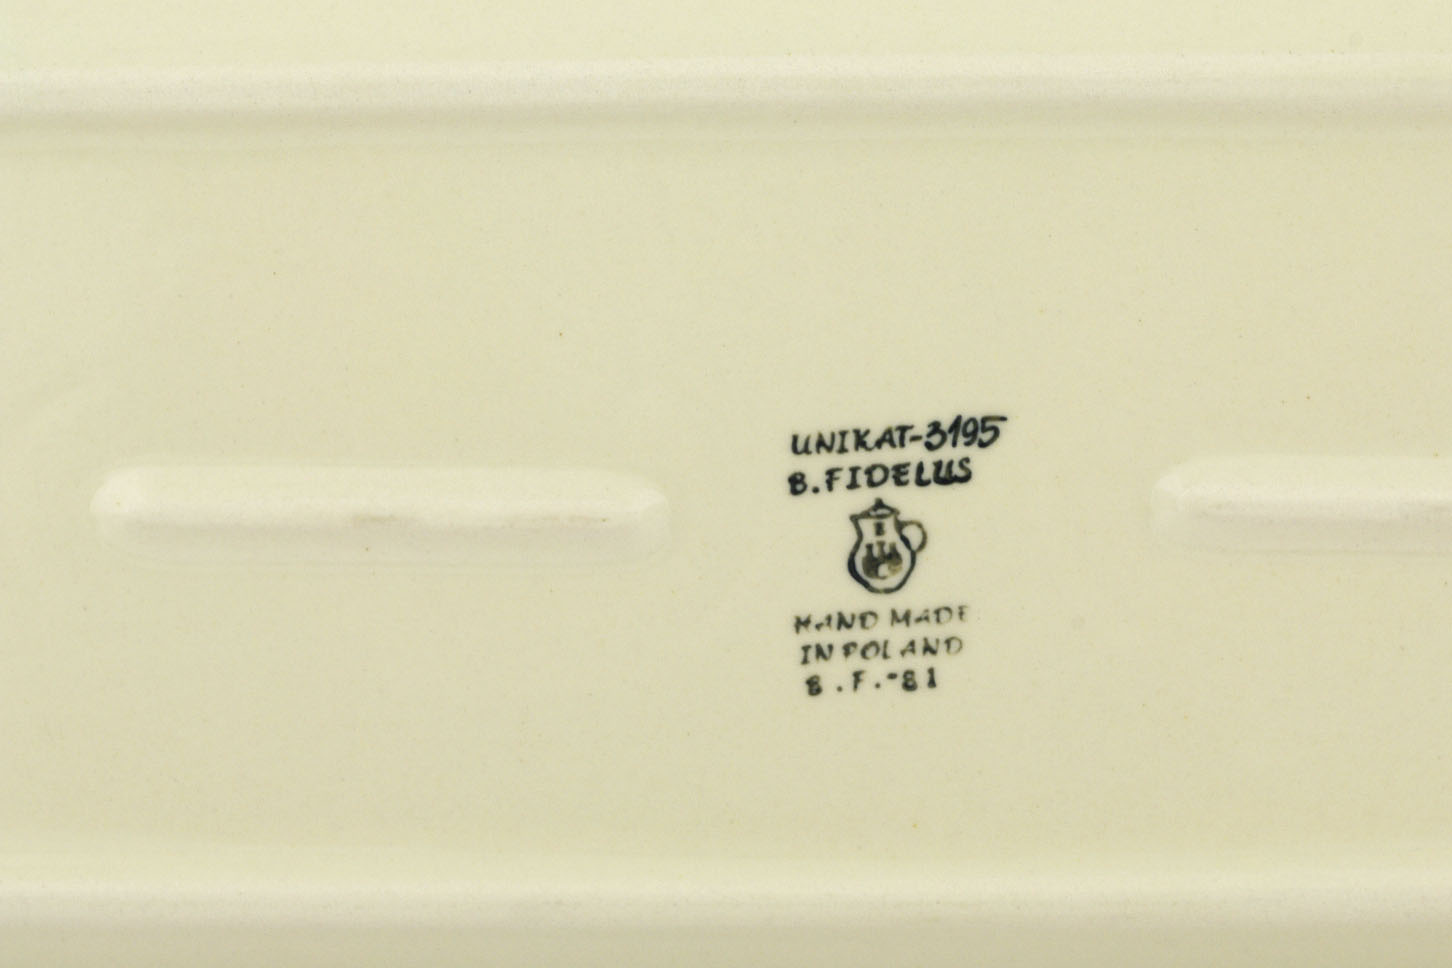 UNIKAT-3195
B. FIDELUS
HAND MADE
IN POLAND
B.F.-81